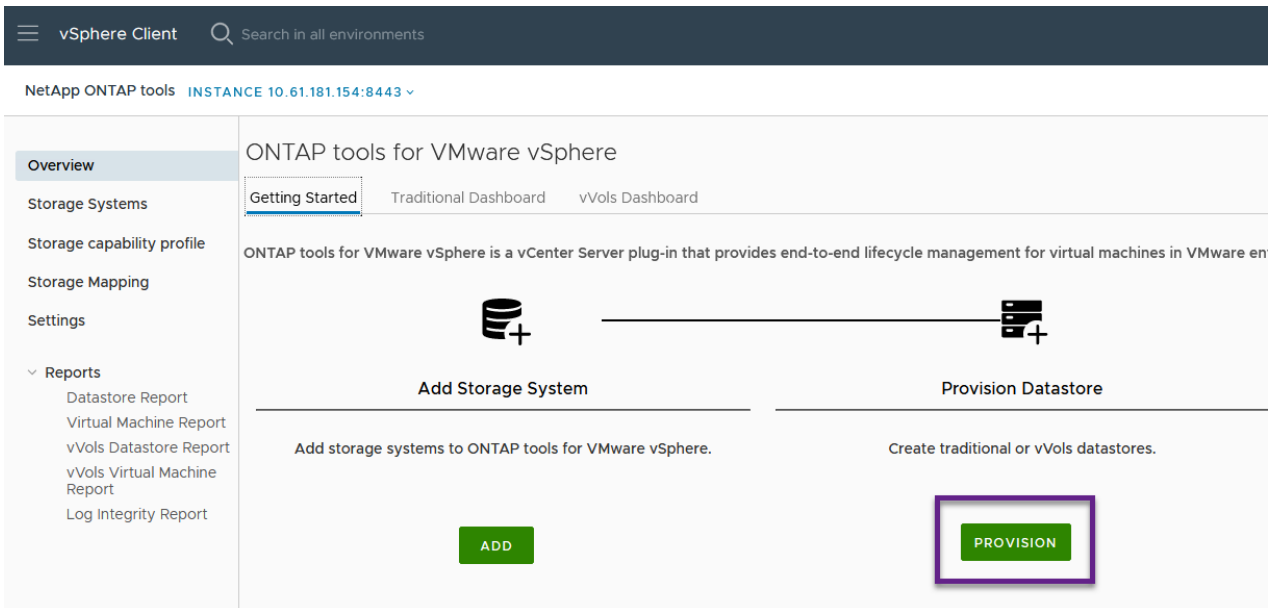 vSphere Client
Search in all environments
NetApp ONTAP tools INSTANCE 10.61.181.154:8443
Overview
Storage Systems
Storage capability profile
Storage Mapping
Settings
Reports
Datastore Report
Virtual Machine Report
vVols Datastore Report
vVols Virtual Machine
Report
Log Integrity Report
ONTAP tools for VMware vSphere
Getting Started Traditional Dashboard vVols Dashboard
ONTAP tools for VMware vSphere is a vCenter Server plug-in that provides end-to-end lifecycle management for virtual machines in VMware
Add Storage System
Add storage systems to ONTAP tools for VMware vSphere.
ADD
Provision Datastore
Create traditional or vVols datastores.
PROVISION